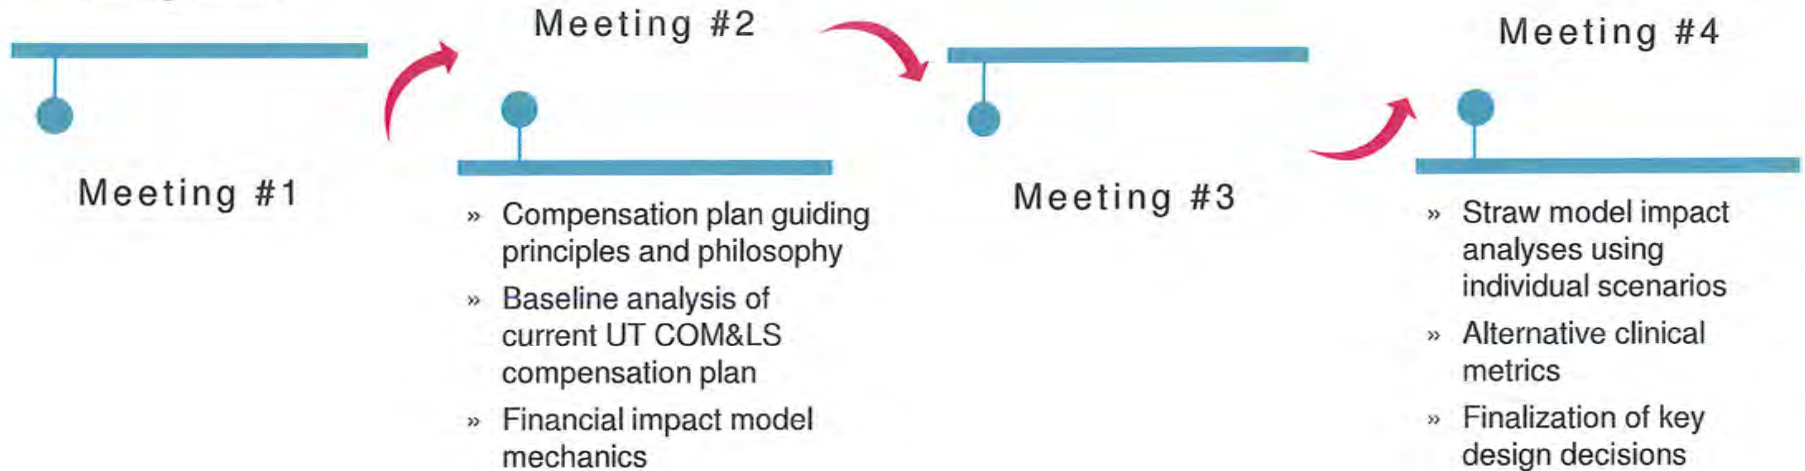 Meeting #1
Meeting #2
» Compensation plan guiding
principles and philosophy
» Baseline analysis of
current UT COM&LS
compensation plan
» Financial impact model
mechanics
Meeting #3
Meeting #4
» Straw model impact
analyses using
individual scenarios
» Alternative clinical
metrics
» Finalization of key
design decisions